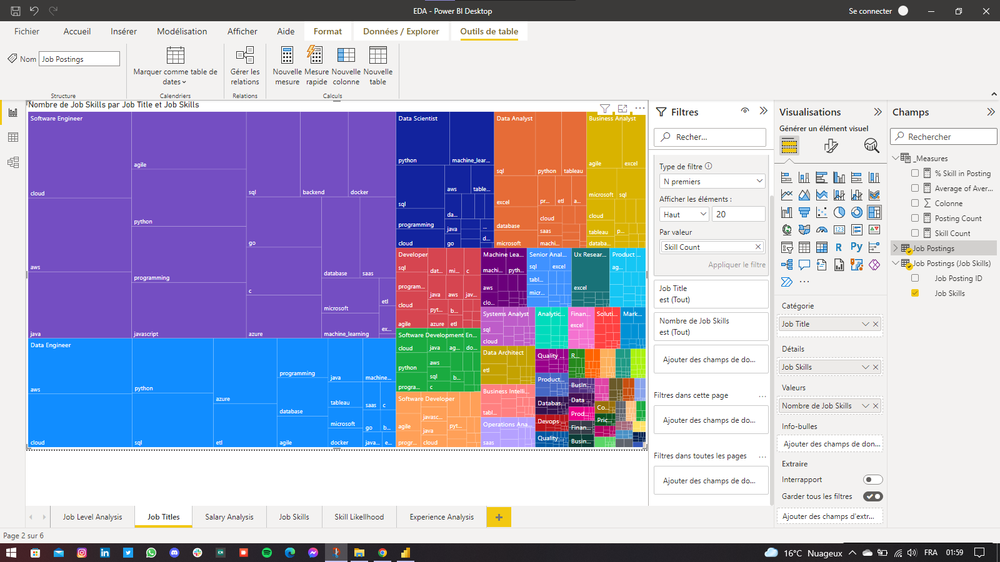 EDA - Power BI Desktop
Se connecter
Fichier
Accueil
Insérer
Modélisation
Afficher
Aide
Format
Données / Explorer
Outils de table
Nom
Job Postings
Marquer comme table de
dates
Gérer les
relations
Nouvelle
mesure
Mesure
rapide
Nouvelle
colonne
Nouvelle
table
Structure
Calendriers
Relations
Calculs
Nombre de Job Skills par Job Title et Job Skills
Software Engineer
cloud
aws
java
agile
python
programming
javascript
sql
backend
docker
go
c
azure
database
saas
microsoft
etl
machine_learning
ex...
Data Engineer
aws
cloud
python
sql
azure
etl
programming
database
agile
java
machine...
tableau
saas
c
microsoft
go
b...
docker
java...
e...
Data Scientist
python
machine_lear...
sql
aws
table...
da...
programming
java
...
cloud
go
d...
Data Analyst
sql
python
tableau
excel
pr...
etl
a...
database
cloud
saas
microsoft
machi...
Business Analyst
agile
excel
microsoft
sql
cloud
tableau
p...
databa...
Developer
sql
dat...
mi...
c
program...
java
aws
jav...
cloud
pyt...
b...
agile
azure
etl
Software Development En...
cloud
java
ag...
do...
python
aws
sql
b...
progra...
c
Software Developer
javasc...
agile
java
pyt...
progr...
cloud
Machine Lea...
machi...
pyth...
aws
clo...
Senior Anal...
sql
excel
tabl...
micr...
Ux Resear...
excel
Product ...
ag...
Systems Analyst
sql
cloud
Data Architect
etl
Business Intelli...
tabl...
Operations Ana...
saas
Analytic...
Finan...
excel
Soluti...
Mark...
Quality ...
R...
Product...
Busin...
Databas...
Data ...
Co...
Prod...
Pric...
Devops ...
Finan...
Quality ...
Busin...
Filtres
Recher...
Type de filtre
N premiers
Afficher les éléments :
Haut
20
Par valeur
Skill Count
Appliquer le filtre
Job Title
est (Tout)
Nombre de Job Skills
est (Tout)
Ajouter des champs de do...
Filtres dans cette page
...
Ajouter des champs de do...
Filtres dans toutes les pages
...
Ajouter des champs de do...
Visualisations
Générer un élément visuel
123
R
Py
...
Catégorie
Job Title
Détails
Job Skills
Valeurs
Nombre de Job Skills
Info-bulles
Ajouter des champs de don...
Extraire
Interrapport
Garder tous les filtres
Ajouter des champs d'extr...
Champs
Rechercher
_Measures
% Skill in Posting
Average of Aver...
Colonne
Posting Count
Skill Count
Job Postings
Job Postings (Job Skills)
Job Posting ID
Job Skills
Job Level Analysis
Job Titles
Salary Analysis
Job Skills
Skill Likelihood
Experience Analysis
+
Page 2 sur 6
16°C Nuageux
FRA
01:59